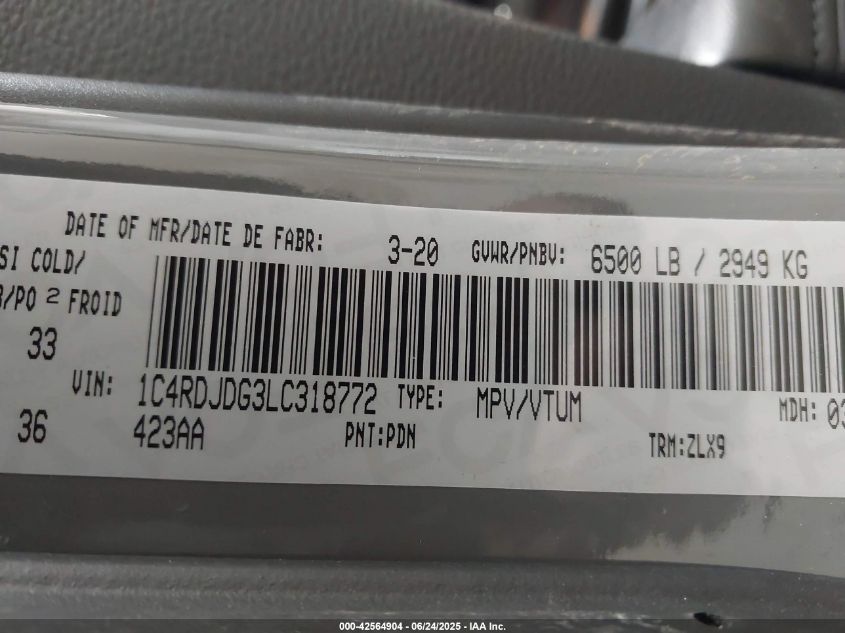 DATE OF MFR/DATE DE FABR: 3-20 GVWR/PNBV: 6500 LB / 2949 KG
SI COLD/
/PO 2 FROID
33
VIN: 1C4RDJDG3LC318772 TYPE: MPV/VTUM MDH: 03
36 423AA PNT:PDN TRM:ZLX9
000-42564904 - 06/24/2025 - IAA Inc.